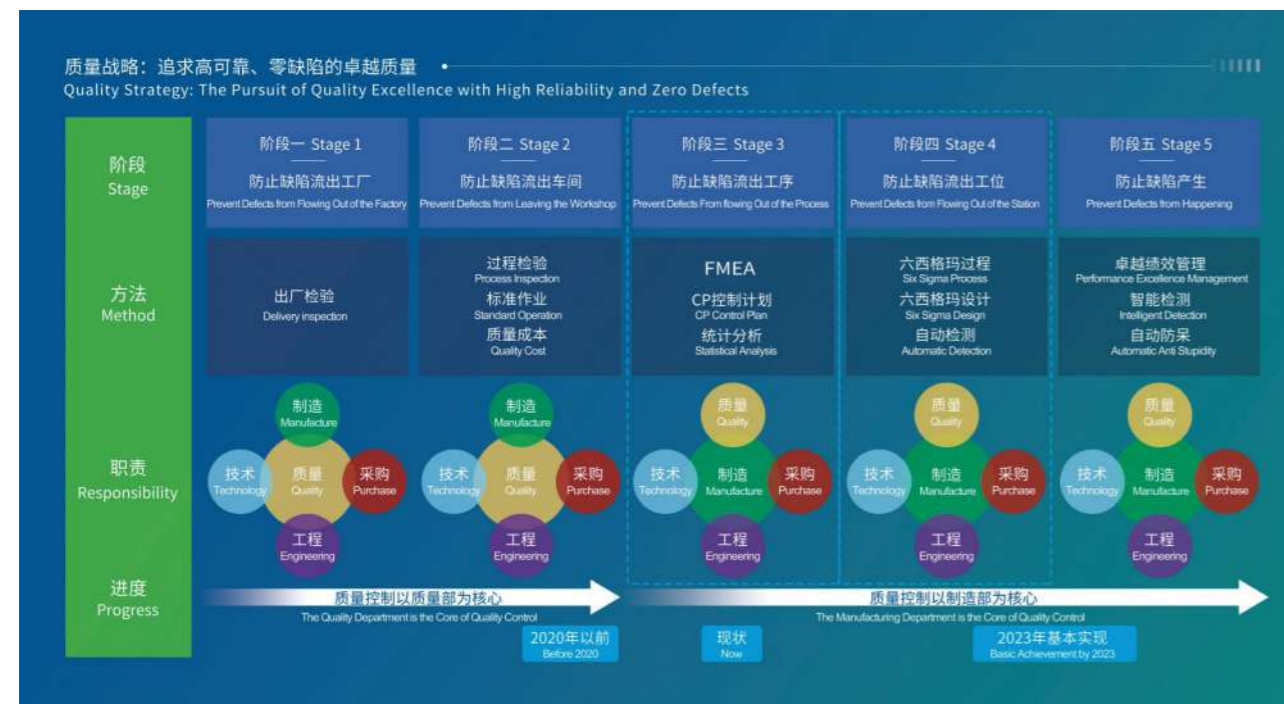 质量战略：追求高可靠、零缺陷的卓越质量
Quality Strategy: The Pursuit of Quality Excellence with High Reliability and Zero Defects
阶段
Stage
阶段一 Stage 1
防止缺陷流出工厂
Prevent Defects from Flowing Out of the Factory
阶段二 Stage 2
防止缺陷流出车间
Prevent Defects from Leaving the Workshop
阶段三 Stage 3
防止缺陷流出工序
Prevent Defects From flowing Out of the Process
阶段四 Stage 4
防止缺陷流出工位
Prevent Defects from Flowing Out of the Station
阶段五 Stage 5
防止缺陷产生
Prevent Defects from Happening
方法
Method
出厂检验
Delivery inspection
过程检验
Process Inspection
标准作业
Standard Operation
质量成本
Quality Cost
FMEA
CP控制计划
CP Control Plan
统计分析
Statistical Analysis
六西格玛过程
Six Sigma Process
六西格玛设计
Six Sigma Design
自动检测
Automatic Detection
卓越绩效管理
Performance Excellence Management
智能检测
Intelligent Detection
自动防呆
Automatic Anti Stupidity
职责
Responsibility
制造
Manufacture
技术
Technology
质量
Quality
采购
Purchase
工程
Engineering
制造
Manufacture
技术
Technology
质量
Quality
采购
Purchase
工程
Engineering
质量
Quality
技术
Technology
制造
Manufacture
采购
Purchase
工程
Engineering
质量
Quality
技术
Technology
制造
Manufacture
采购
Purchase
工程
Engineering
质量
Quality
技术
Technology
制造
Manufacture
采购
Purchase
工程
Engineering
进度
Progress
质量控制以质量部为核心
The Quality Department is the Core of Quality Control
质量控制以制造部为核心
The Manufacturing Department is the Core of Quality Control
2020年以前
Before 2020
现状
Now
2023年基本实现
Basic Achievement by 2023